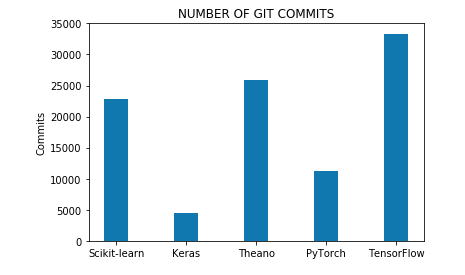 NUMBER OF GIT COMMITS
35000
30000
25000
20000
15000
10000
5000
0
Commits
Scikit-learn Keras Theano PyTorch TensorFlow